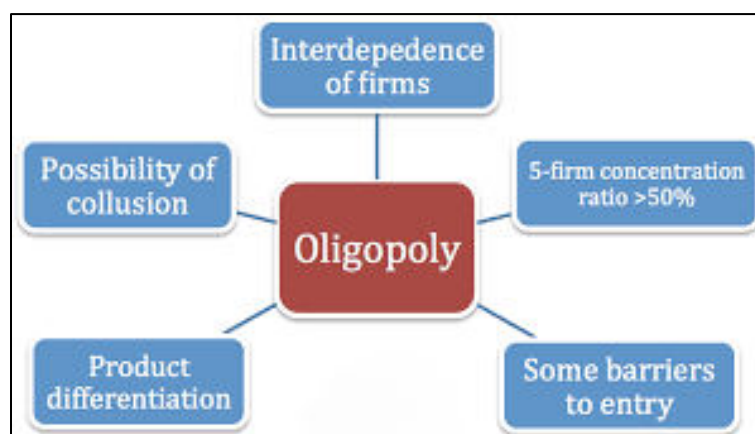 Interdepedence
of firms
Possibility of
collusion
5-firm concentration
ratio >50%
Oligopoly
Product
differentiation
Some barriers
to entry